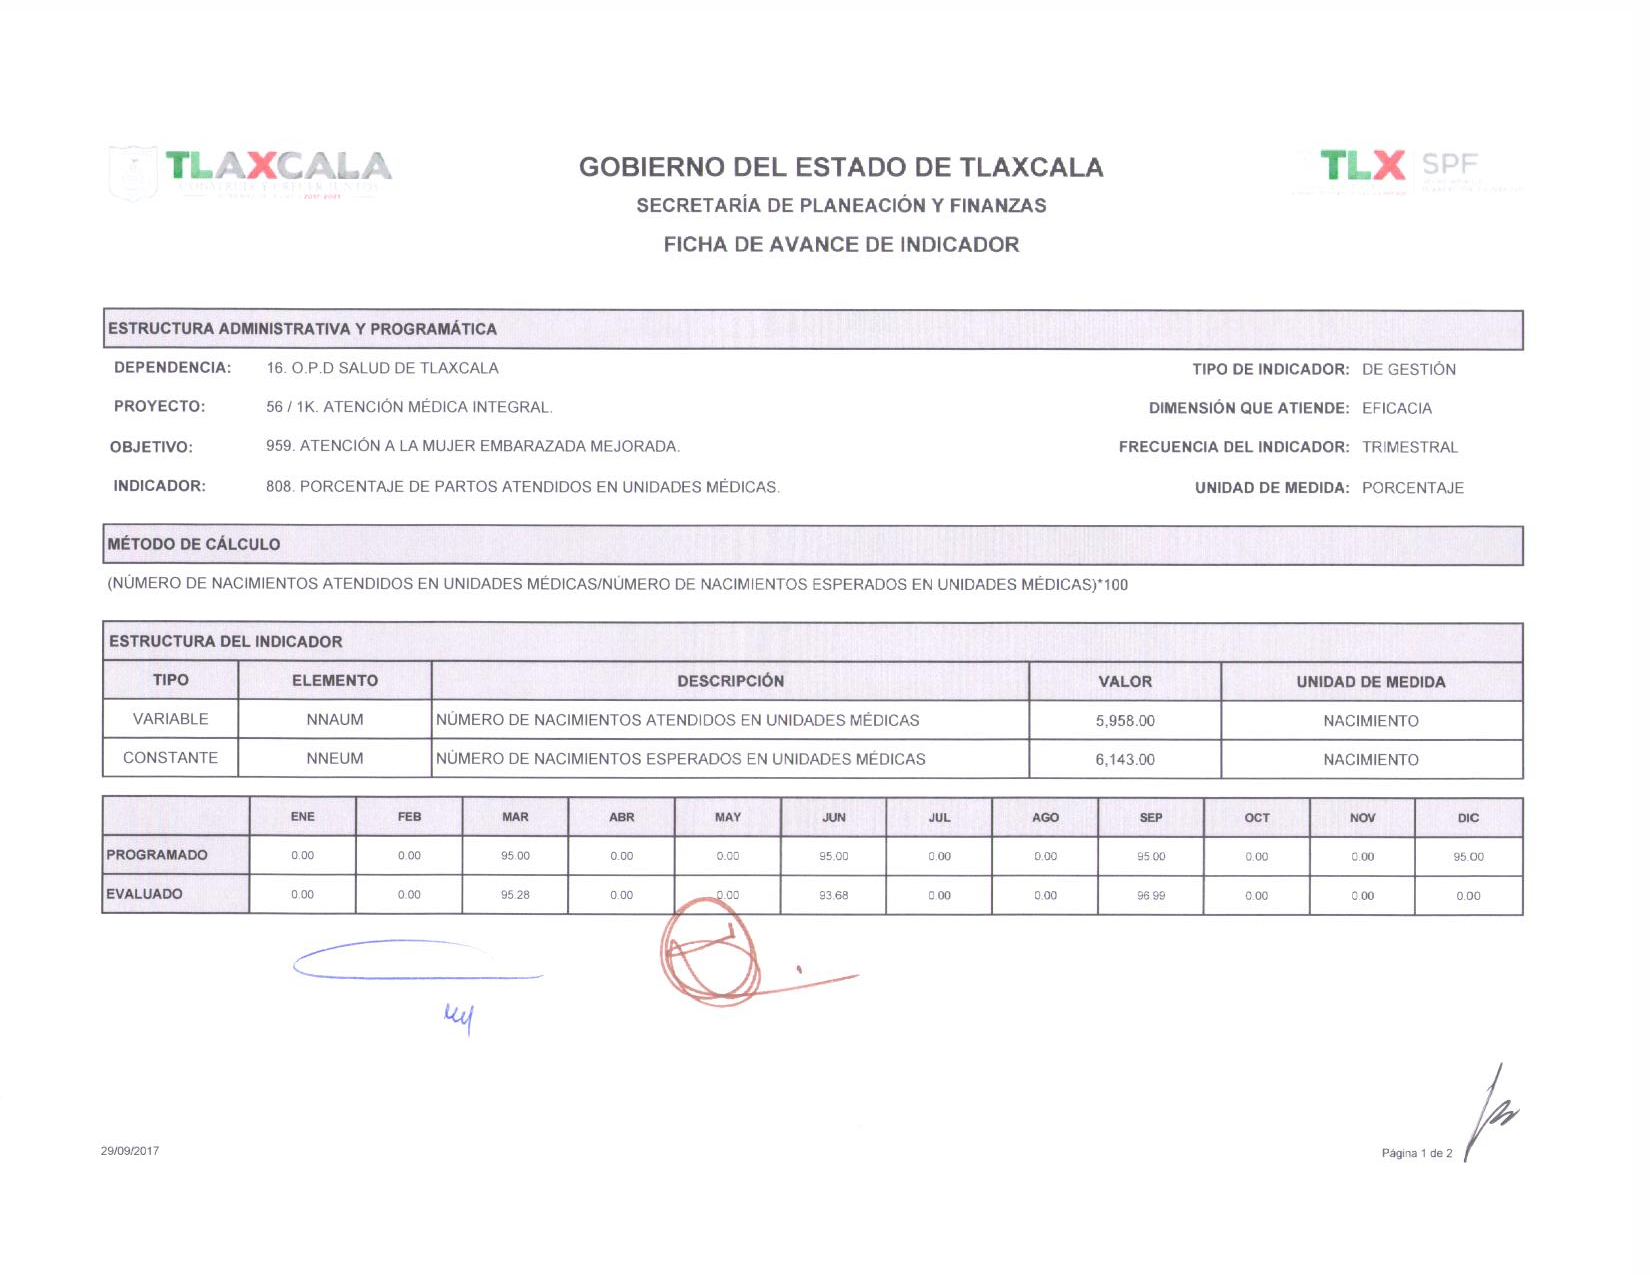 TLAXCALA
CONSTRUIR Y CRECER JUNTOS
TLX SPF
GOBIERNO DEL ESTADO DE TLAXCALA
SECRETARÍA DE PLANEACIÓN Y FINANZAS
FICHA DE AVANCE DE INDICADOR
ESTRUCTURA ADMINISTRATIVA Y PROGRAMÁTICA
DEPENDENCIA: 16. O.P.D SALUD DE TLAXCALA TIPO DE INDICADOR: DE GESTIÓN
PROYECTO: 56 / 1K. ATENCIÓN MÉDICA INTEGRAL. DIMENSIÓN QUE ATIENDE: EFICACIA
OBJETIVO: 959. ATENCIÓN A LA MUJER EMBARAZADA MEJORADA. FRECUENCIA DEL INDICADOR: TRIMESTRAL
INDICADOR: 808. PORCENTAJE DE PARTOS ATENDIDOS EN UNIDADES MÉDICAS. UNIDAD DE MEDIDA: PORCENTAJE
MÉTODO DE CÁLCULO
(NÚMERO DE NACIMIENTOS ATENDIDOS EN UNIDADES MÉDICAS/NÚMERO DE NACIMIENTOS ESPERADOS EN UNIDADES MÉDICAS)*100
ESTRUCTURA DEL INDICADOR
TIPO ELEMENTO DESCRIPCIÓN VALOR UNIDAD DE MEDIDA
VARIABLE NNAUM NÚMERO DE NACIMIENTOS ATENDIDOS EN UNIDADES MÉDICAS 5,958.00 NACIMIENTO
CONSTANTE NNEUM NÚMERO DE NACIMIENTOS ESPERADOS EN UNIDADES MÉDICAS 6,143.00 NACIMIENTO
ENE FEB MAR ABR MAY JUN JUL AGO SEP OCT NOV DIC
PROGRAMADO 0.00 0.00 95.00 0.00 0.00 95.00 0.00 0.00 95.00 0.00 0.00 95.00
EVALUADO 0.00 0.00 95.28 0.00 0.00 93.68 0.00 0.00 96.99 0.00 0.00 0.00
29/09/2017 Página 1 de 2